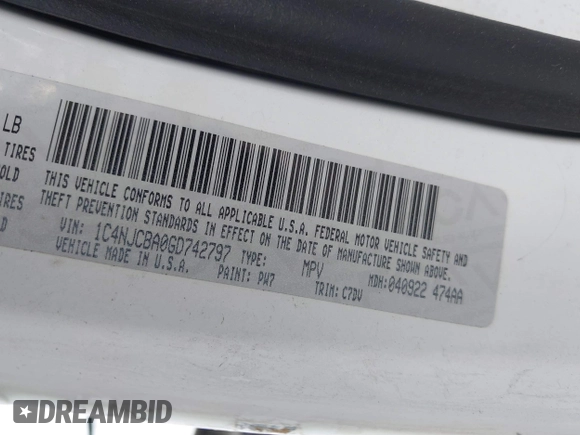 LB
TIRES
OLD
IRES
OLD
THIS VEHICLE CONFORMS TO ALL APPLICABLE U.S.A. FEDERAL MOTOR VEHICLE SAFETY AND
THEFT PREVENTION STANDARDS IN EFFECT ON THE DATE OF MANUFACTURE SHOWN ABOVE.
VIN: 1C4NJCBA0GD742797 TYPE: MPV MDH:040922 474AA
VEHICLE MADE IN U.S.A. PAINT: PW7 TRIM: C7DV
DREAMBID